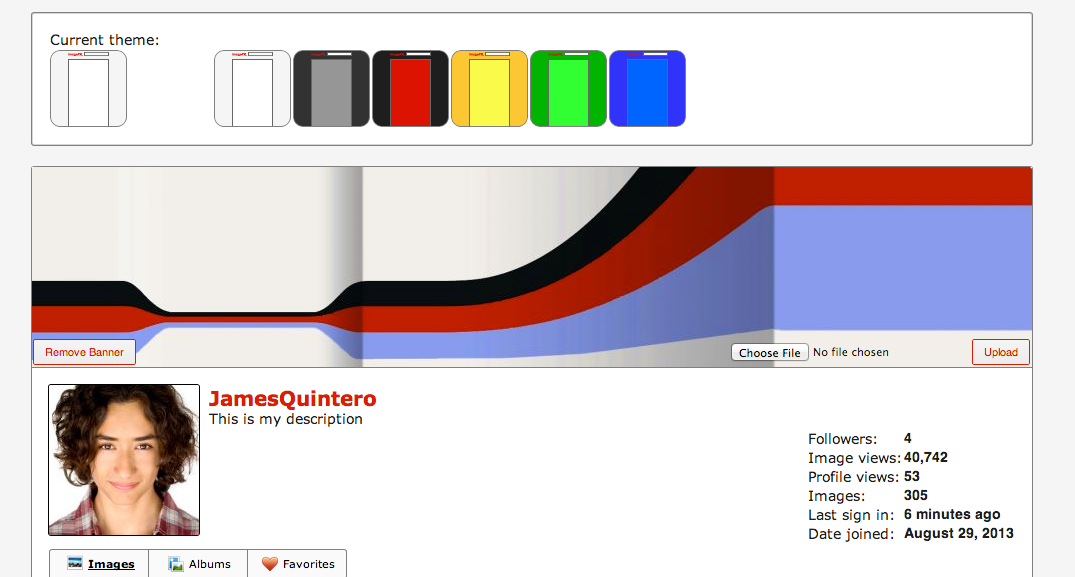 Current theme:
Remove Banner
Choose File No file chosen
Upload
JamesQuintero
This is my description
Followers: 4
Image views: 40,742
Profile views: 53
Images: 305
Last sign in: 6 minutes ago
Date joined: August 29, 2013
Images
Albums
Favorites